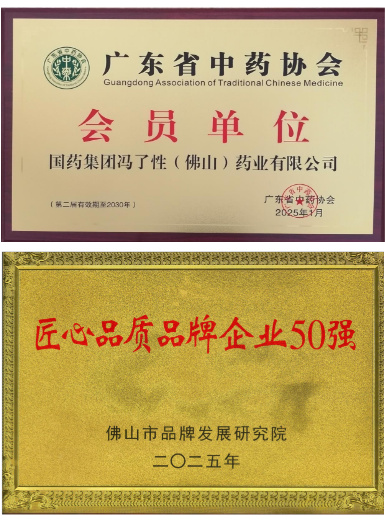 广东省中药协会
Guangdong Association of Traditional Chinese Medicine
会员单位
国药集团冯了性（佛山）药业有限公司
（第二届有效期至2030年）
广东省中药协会
2025年1月
匠心品质品牌企业50强
佛山市品牌发展研究院
二〇二五年